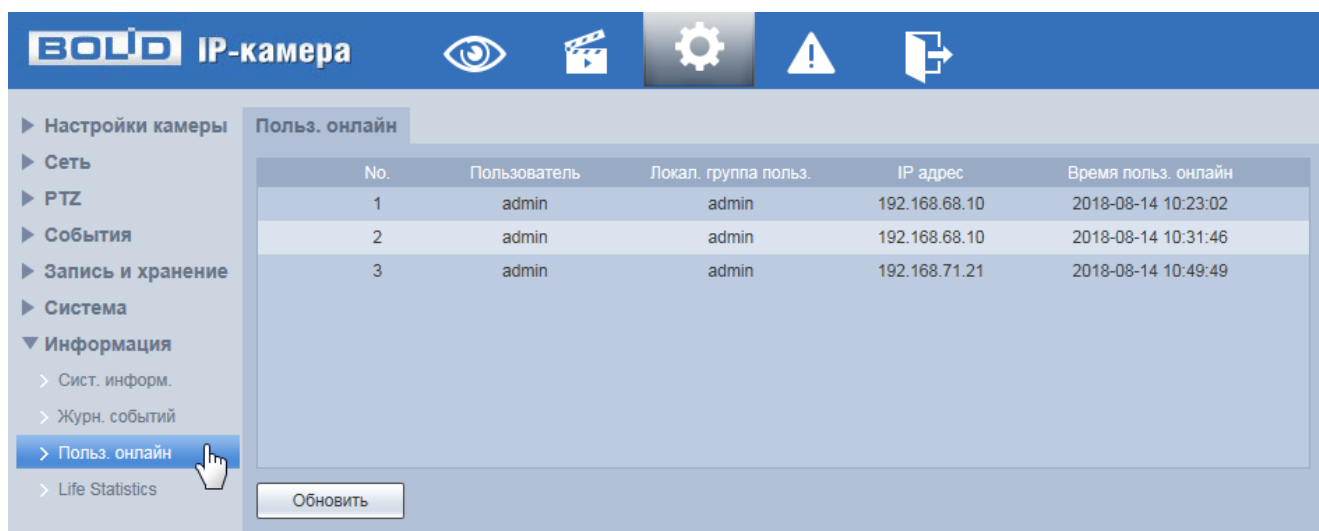 BOLID IP-камера
Настройки камеры
Сеть
PTZ
События
Запись и хранение
Система
Информация
Сист. информ.
Журн. событий
Польз. онлайн
Life Statistics
Польз. онлайн
No. Пользователь Локал. группа польз. IP адрес Время польз. онлайн
1 admin admin 192.168.68.10 2018-08-14 10:23:02
2 admin admin 192.168.68.10 2018-08-14 10:31:46
3 admin admin 192.168.71.21 2018-08-14 10:49:49
Обновить